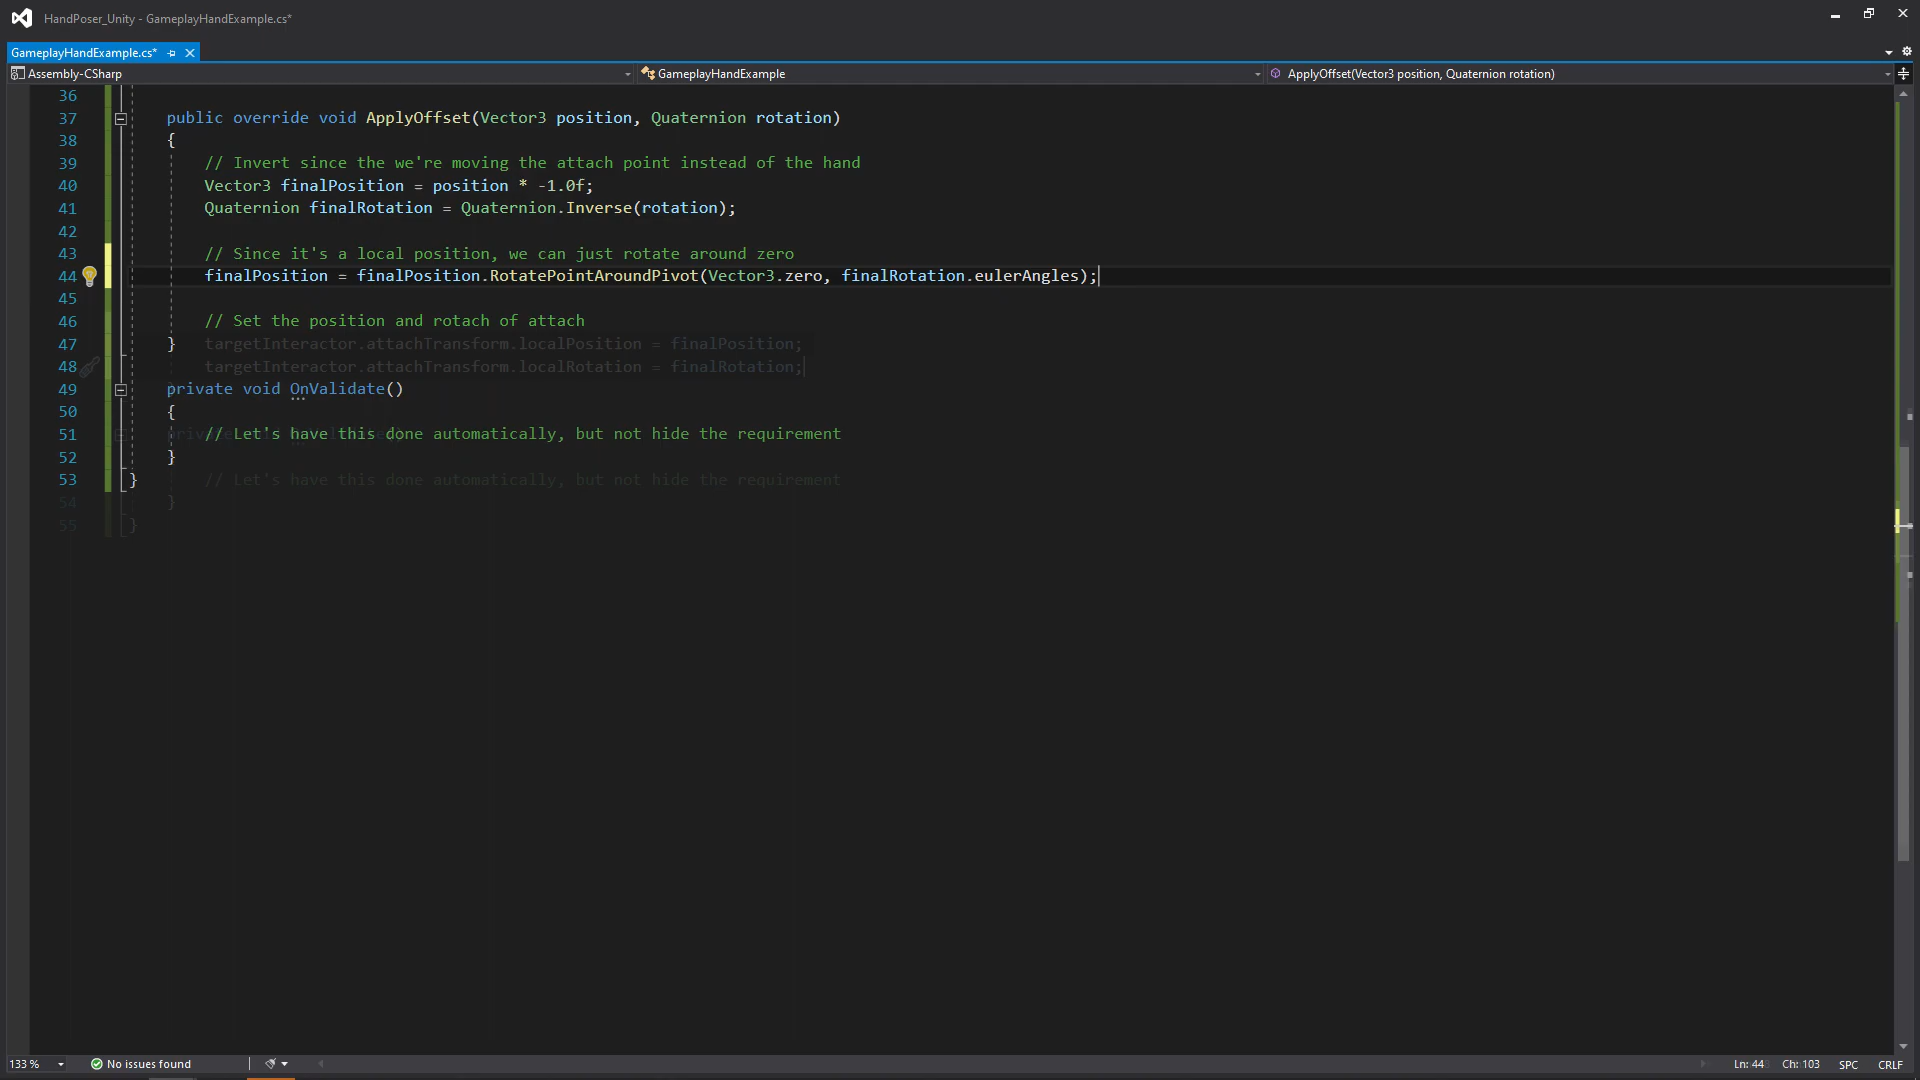 HandPoser_Unity - GameplayHandExample.cs*
GameplayHandExample.cs*
Assembly-CSharp
GameplayHandExample
ApplyOffset(Vector3 position, Quaternion rotation)
36
37 public override void ApplyOffset(Vector3 position, Quaternion rotation)
38 {
39 // Invert since the we're moving the attach point instead of the hand
40 Vector3 finalPosition = position * -1.0f;
41 Quaternion finalRotation = Quaternion.Inverse(rotation);
42
43 // Since it's a local position, we can just rotate around zero
44 finalPosition = finalPosition.RotatePointAroundPivot(Vector3.zero, finalRotation.eulerAngles);
45
46 // Set the position and rotach of attach
47 } targetInteractor.attachTransform.localPosition = finalPosition;
48 targetInteractor.attachTransform.localRotation = finalRotation;
49 private void OnValidate()
50 {
51 // Let's have this done automatically, but not hide the requirement
52 }
53 } // Let's have this done automatically, but not hide the requirement
54 }
55 }
133 %
No issues found
Ln: 44
Ch: 103
SPC
CRLF